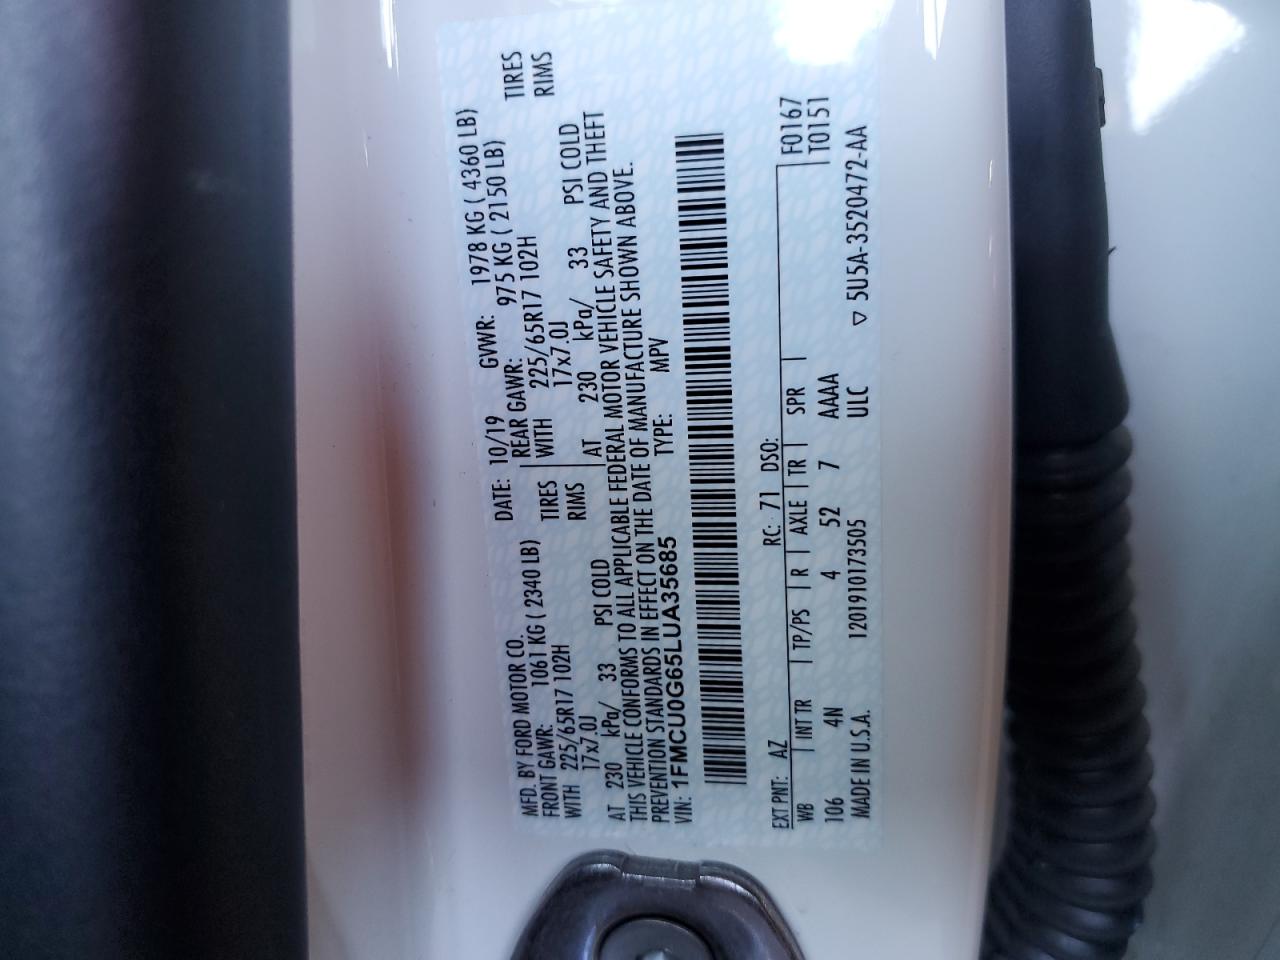 MFD. BY FORD MOTOR CO. DATE: 10/19 GVWR: 1978 KG ( 4360 LB)
FRONT GAWR: 1061 KG ( 2340 LB) REAR GAWR: 975 KG ( 2150 LB)
WITH 225/65R17 102H TIRES WITH 225/65R17 102H TIRES
17x7.0J RIMS 17x7.0J RIMS
AT 230 kPa/ 33 PSI COLD AT 230 kPa/ 33 PSI COLD
THIS VEHICLE CONFORMS TO ALL APPLICABLE FEDERAL MOTOR VEHICLE SAFETY AND THEFT
PREVENTION STANDARDS IN EFFECT ON THE DATE OF MANUFACTURE SHOWN ABOVE.
VIN: 1FMCU0G65LUA35685 TYPE: MPV
EXT PNT: AZ RC: 71 DSO: F0167
WB INT TR TP/PS R AXLE TR SPR T0151
106 4N 4 52 7 AAAA
MADE IN U.S.A. 1201910173505 ULC ▽ 5U5A-3520472-AA